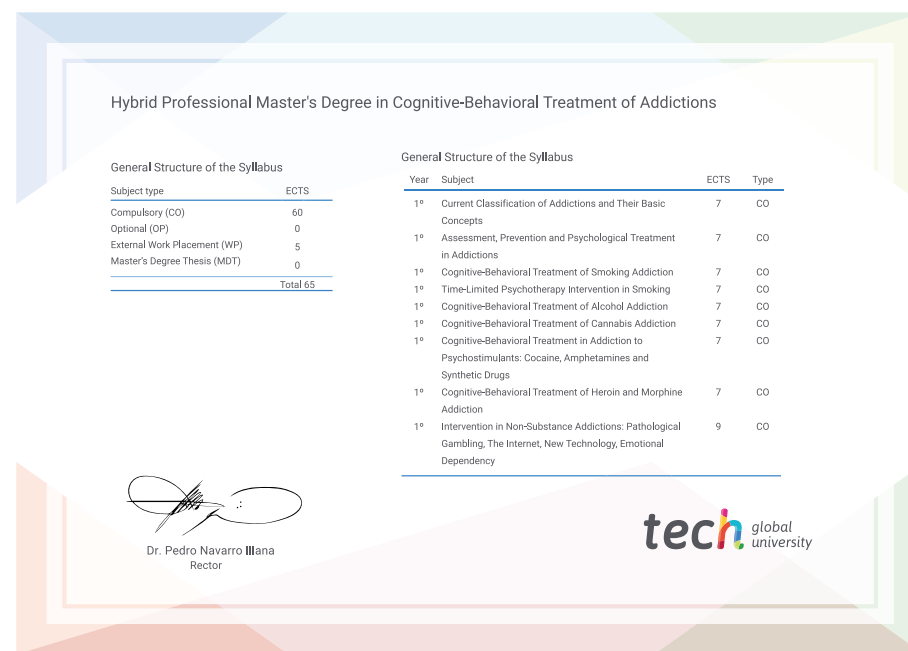 Hybrid Professional Master's Degree in Cognitive-Behavioral Treatment of Addictions
General Structure of the Syllabus
Subject type ECTS
Compulsory (CO) 60
Optional (OP) 0
External Work Placement (WP) 5
Master's Degree Thesis (MDT) 0
Total 65
General Structure of the Syllabus
Year Subject ECTS Type
1º Current Classification of Addictions and Their Basic 7 CO
Concepts
1º Assessment, Prevention and Psychological Treatment 7 CO
in Addictions
1º Cognitive-Behavioral Treatment of Smoking Addiction 7 CO
1º Time-Limited Psychotherapy Intervention in Smoking 7 CO
1º Cognitive-Behavioral Treatment of Alcohol Addiction 7 CO
1º Cognitive-Behavioral Treatment of Cannabis Addiction 7 CO
1º Cognitive-Behavioral Treatment in Addiction to 7 CO
Psychostimulants: Cocaine, Amphetamines and
Synthetic Drugs
1º Cognitive-Behavioral Treatment of Heroin and Morphine 7 CO
Addiction
1º Intervention in Non-Substance Addictions: Pathological 9 CO
Gambling, The Internet, New Technology, Emotional
Dependency
Dr. Pedro Navarro Illana
Rector
tech global
university